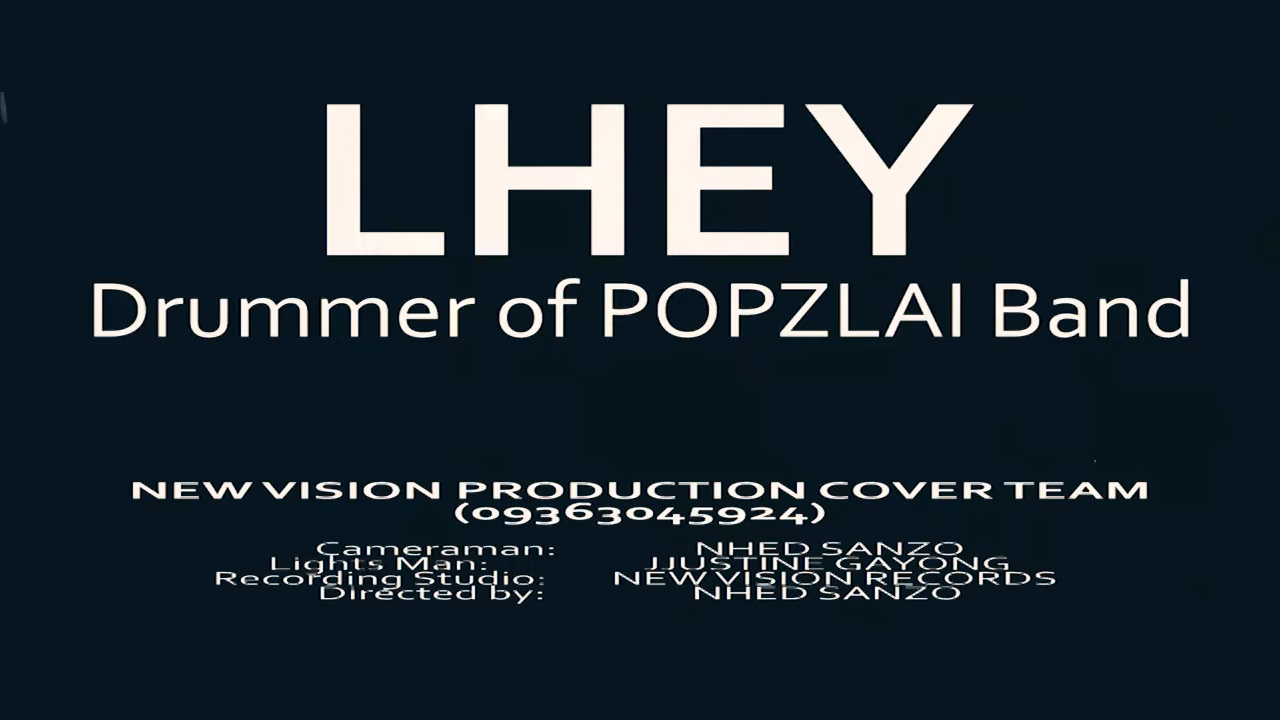 LHEY
Drummer of POPZLAI Band
NEW VISION PRODUCTION COVER TEAM
(09363045924)
Cameraman: NHED SANZO
Lights Man: JJUSTINE GAYONG
Recording Studio: NEW VISION RECORDS
Directed by: NHED SANZO